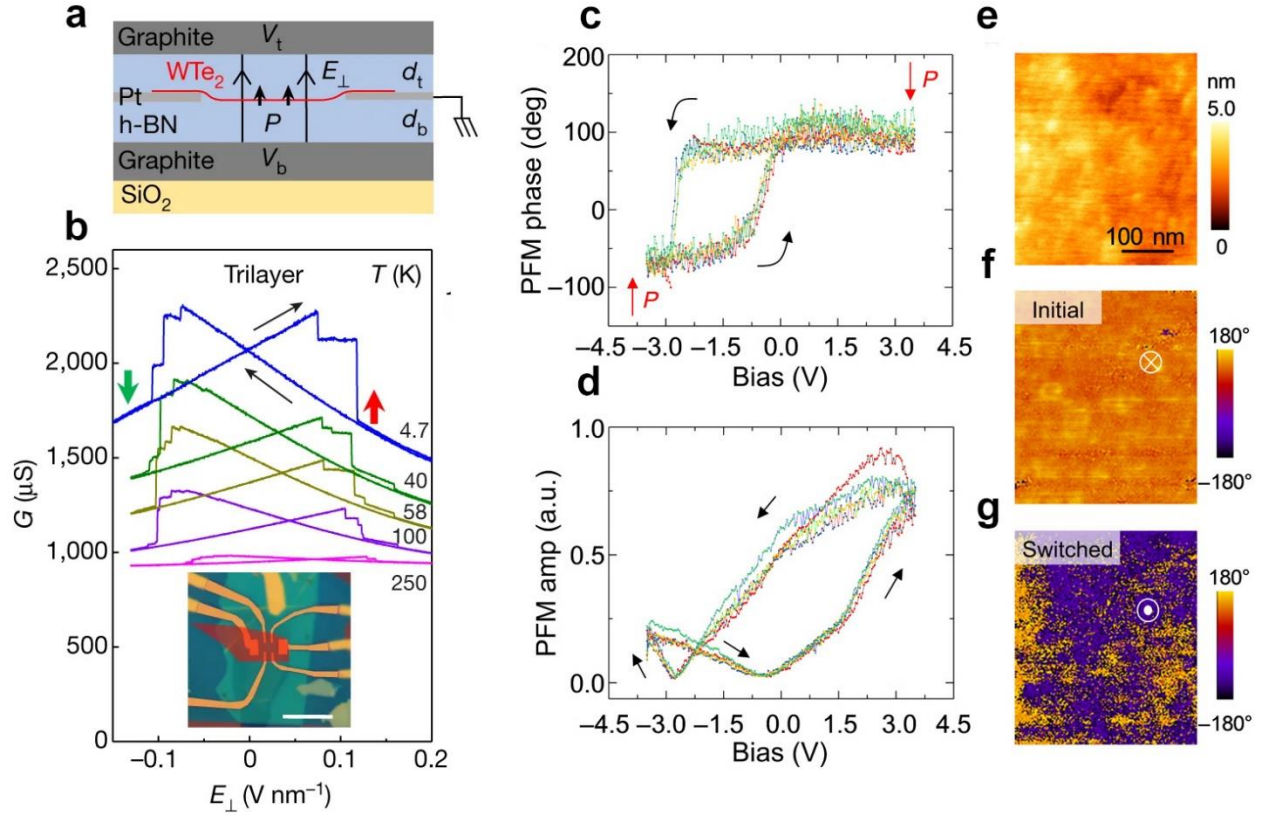 a
Graphite
V_t
WTe₂
E_⊥
d_t
Pt
h-BN
P
d_b
Graphite
V_b
SiO₂
b
2,500
2,000
1,500
1,000
500
0
Trilayer
T (K)
4.7
40
58
100
250
G (μS)
−0.1
0
0.1
0.2
E_⊥ (V nm⁻¹)
c
200
100
0
−100
PFM phase (deg)
P
P
−4.5
−3.0
−1.5
0.0
1.5
3.0
4.5
Bias (V)
d
1.0
0.5
0.0
PFM amp (a.u.)
−4.5
−3.0
−1.5
0.0
1.5
3.0
4.5
Bias (V)
e
nm
5.0
0
100 nm
f
Initial
180°
−180°
g
Switched
180°
−180°